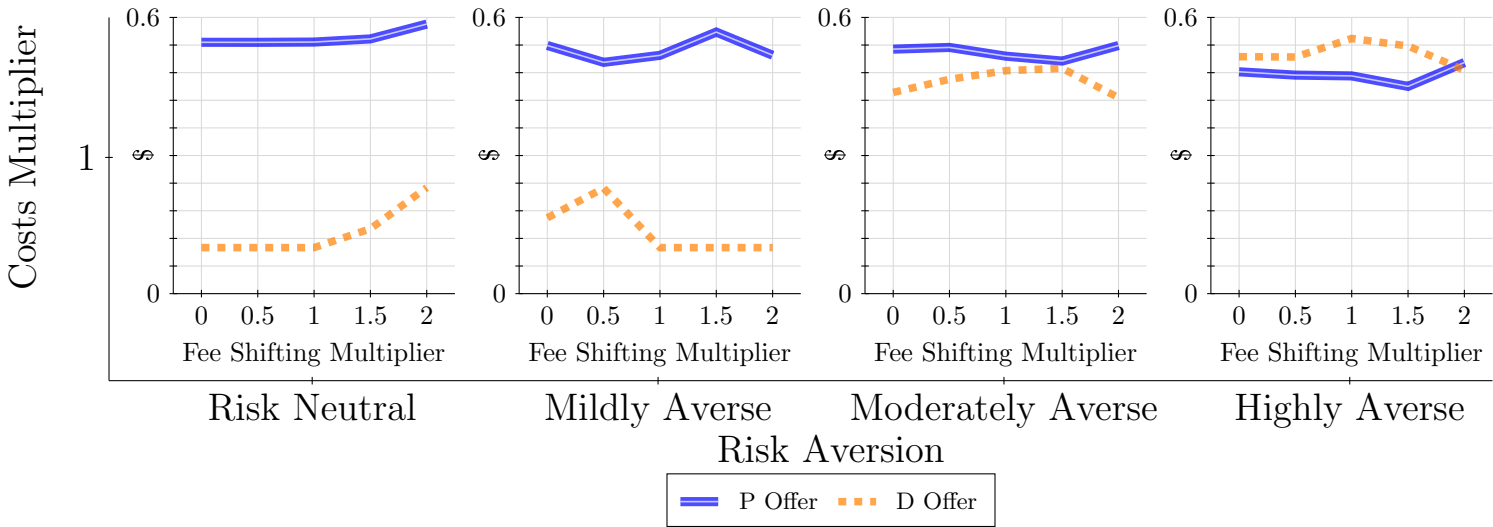 Costs Multiplier
1
0.6
$
0
0 0.5 1 1.5 2
Fee Shifting Multiplier
Risk Neutral
0.6
$
0
0 0.5 1 1.5 2
Fee Shifting Multiplier
Mildly Averse
0.6
$
0
0 0.5 1 1.5 2
Fee Shifting Multiplier
Moderately Averse
0.6
$
0
0 0.5 1 1.5 2
Fee Shifting Multiplier
Highly Averse
Risk Aversion
P Offer D Offer